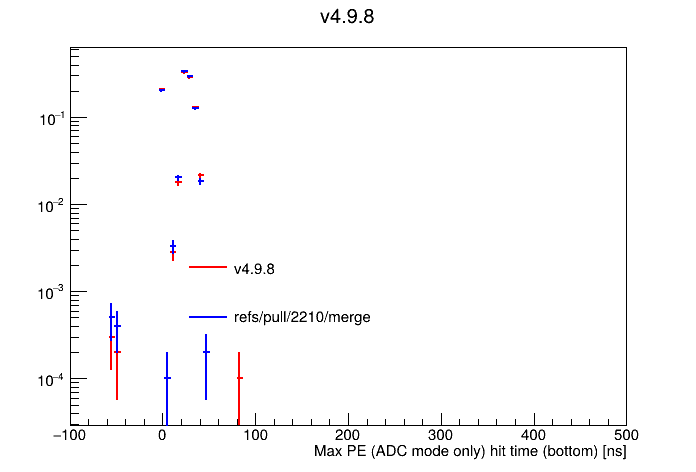 v4.9.8
10⁻¹
10⁻²
10⁻³
10⁻⁴
v4.9.8
refs/pull/2210/merge
−100 0 100 200 300 400 500
Max PE (ADC mode only) hit time (bottom) [ns]